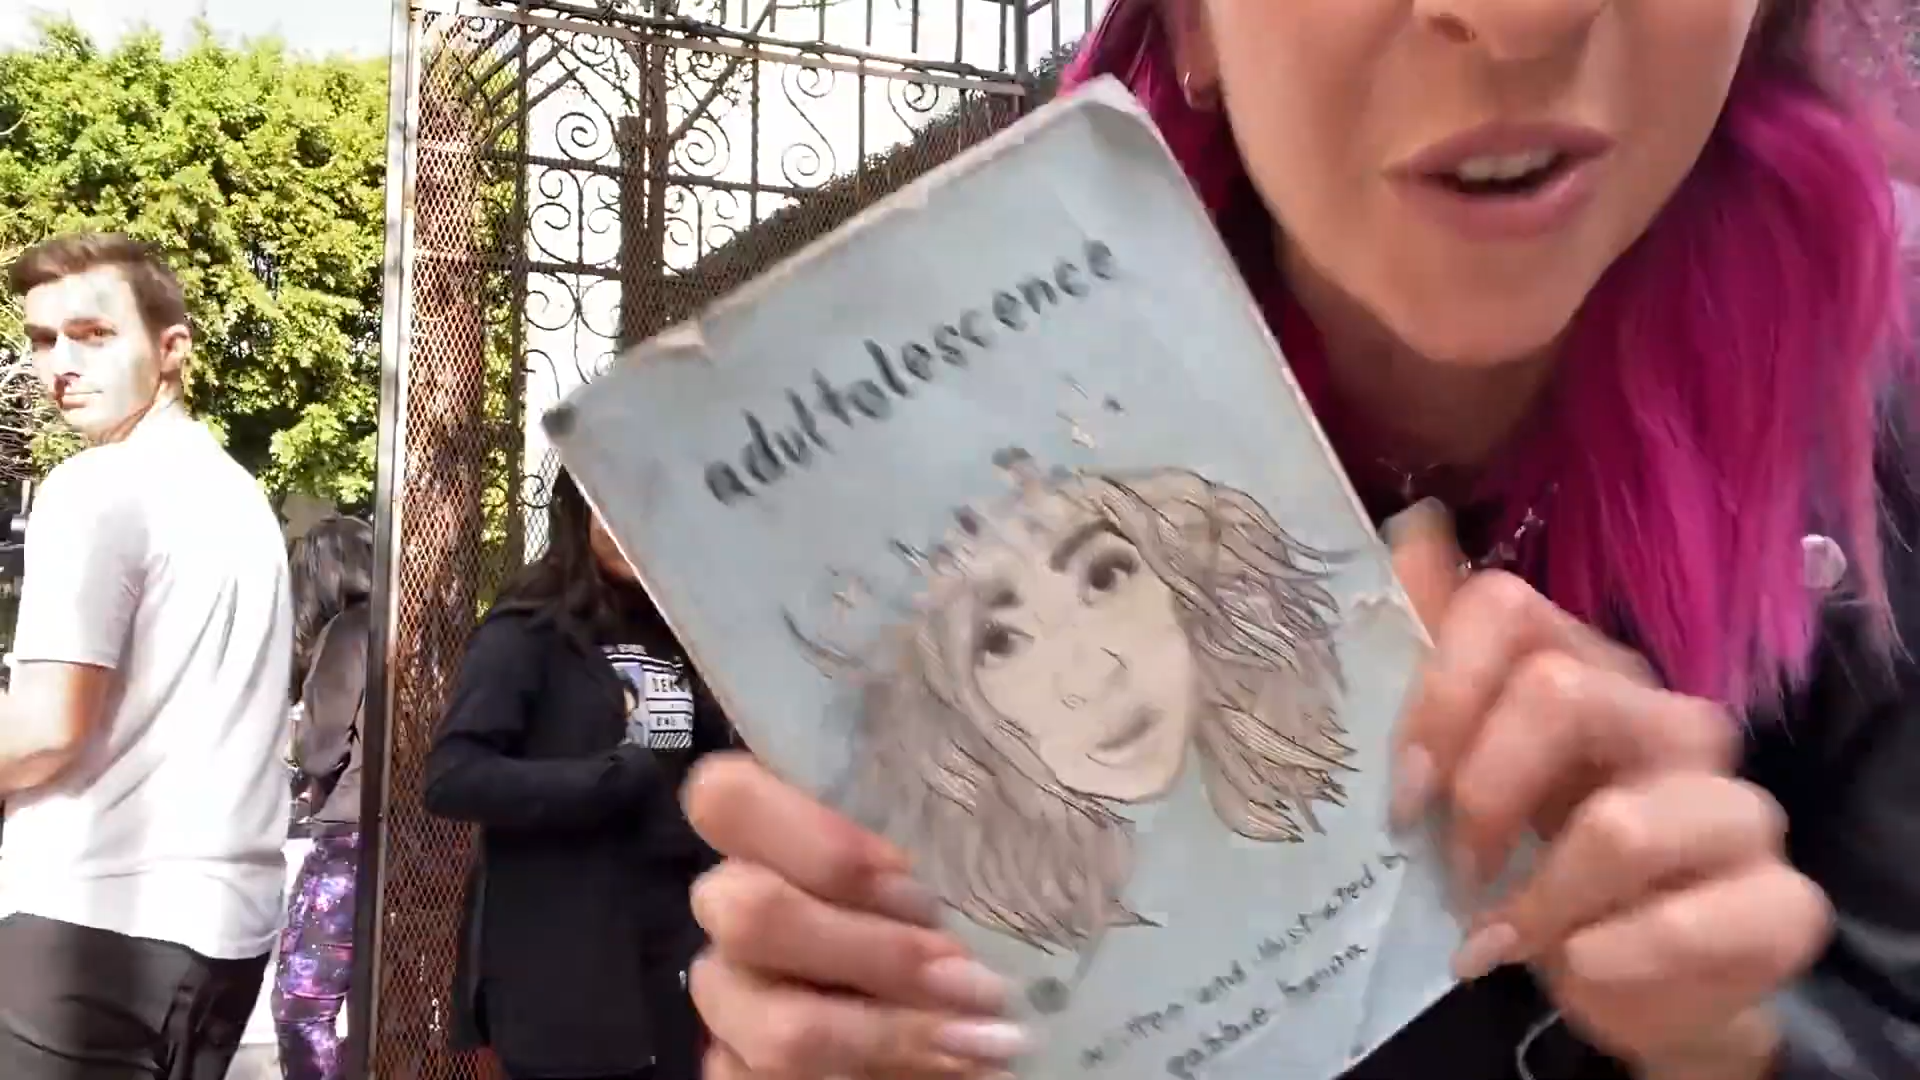 adultolescence
written and illustrated by
gabbie hanna